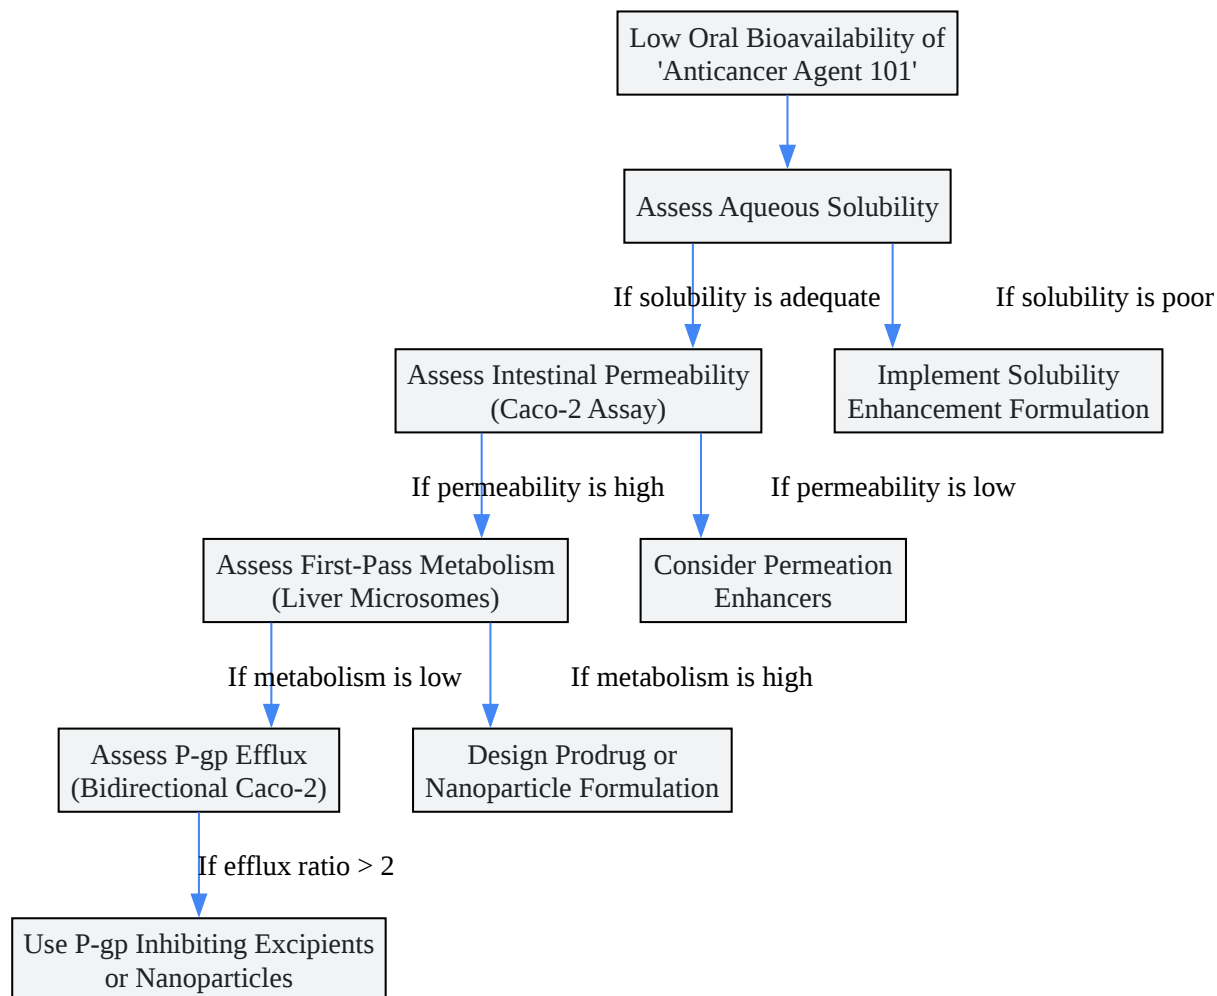 Low Oral Bioavailability of
'Anticancer Agent 101'
Assess Aqueous Solubility
If solubility is adequate
If solubility is poor
Assess Intestinal Permeability
(Caco-2 Assay)
Implement Solubility
Enhancement Formulation
If permeability is high
If permeability is low
Assess First-Pass Metabolism
(Liver Microsomes)
Consider Permeation
Enhancers
If metabolism is low
If metabolism is high
Assess P-gp Efflux
(Bidirectional Caco-2)
Design Prodrug or
Nanoparticle Formulation
If efflux ratio > 2
Use P-gp Inhibiting Excipients
or Nanoparticles